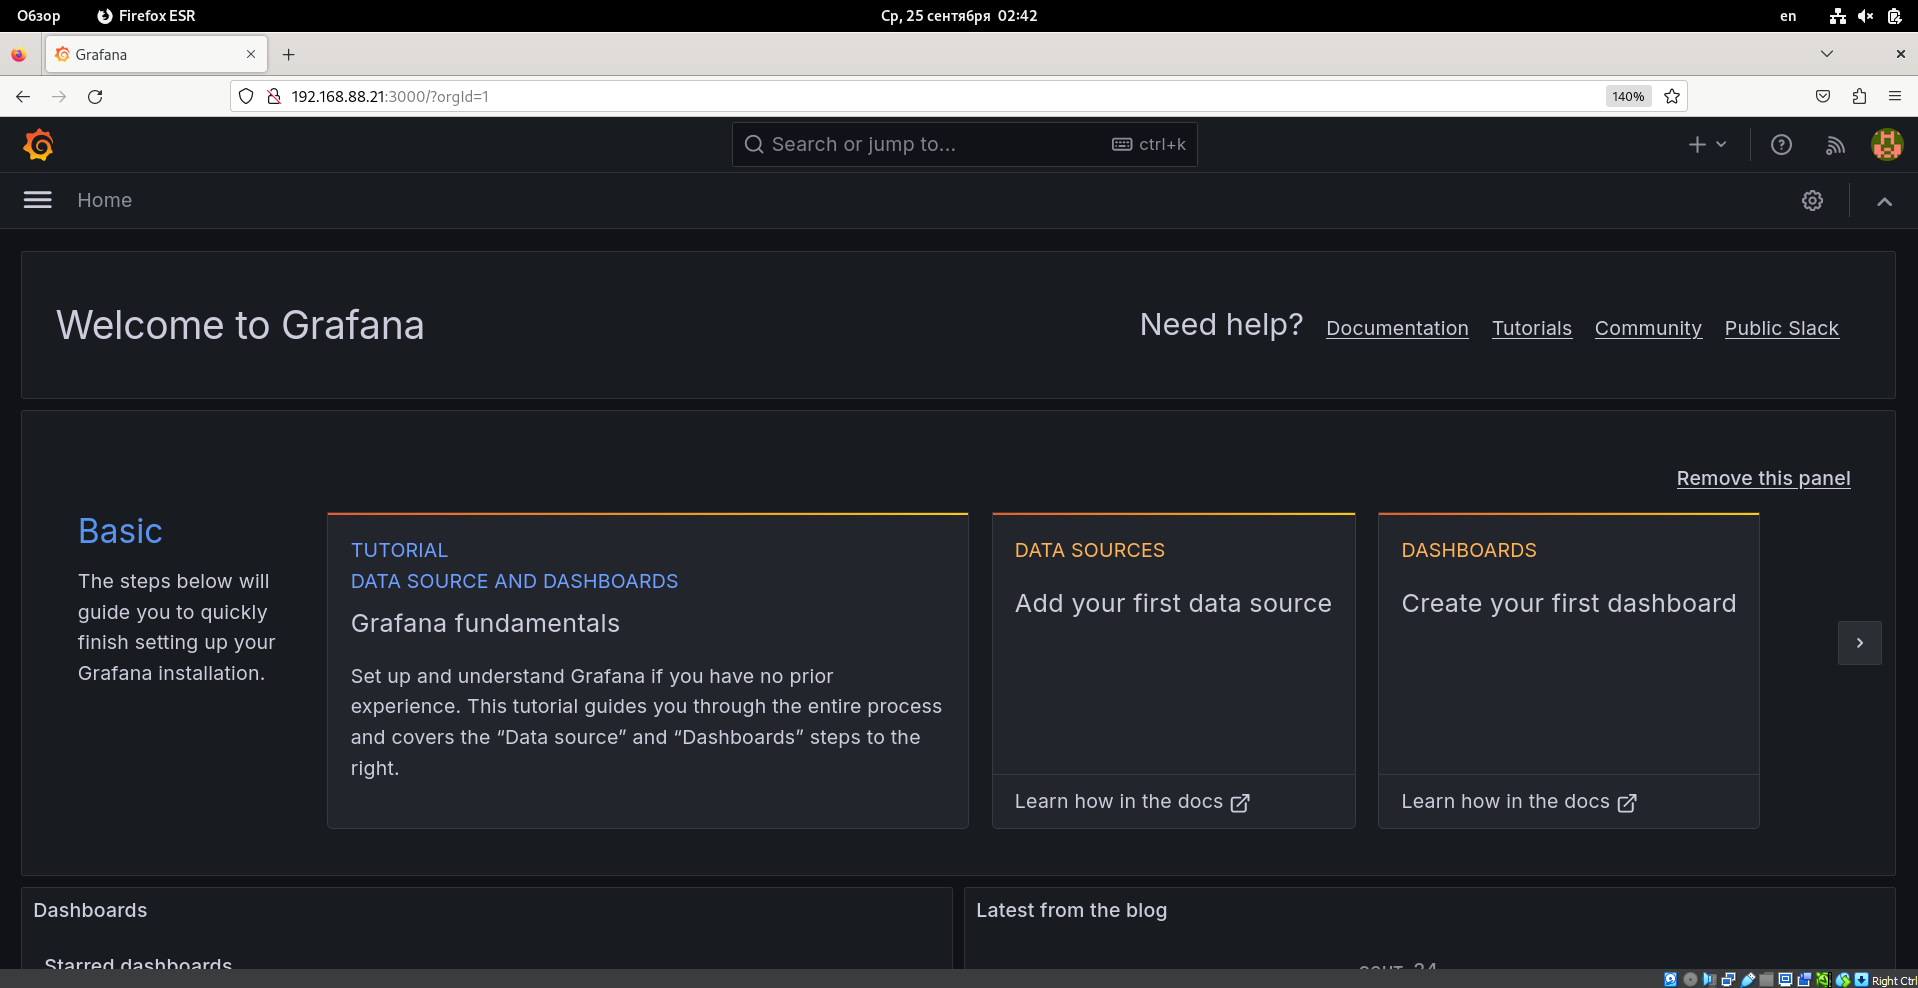 Обзор Firefox ESR Ср, 25 сентября 02:42 en
Grafana
192.168.88.21:3000/?orgId=1 140%
Search or jump to... ctrl+k
Home
Welcome to Grafana
Need help? Documentation Tutorials Community Public Slack
Remove this panel
Basic
The steps below will
guide you to quickly
finish setting up your
Grafana installation.
TUTORIAL
DATA SOURCE AND DASHBOARDS
Grafana fundamentals
Set up and understand Grafana if you have no prior
experience. This tutorial guides you through the entire process
and covers the “Data source” and “Dashboards” steps to the
right.
DATA SOURCES
Add your first data source
Learn how in the docs
DASHBOARDS
Create your first dashboard
Learn how in the docs
Dashboards
Starred dashboards
Latest from the blog
Right Ctrl